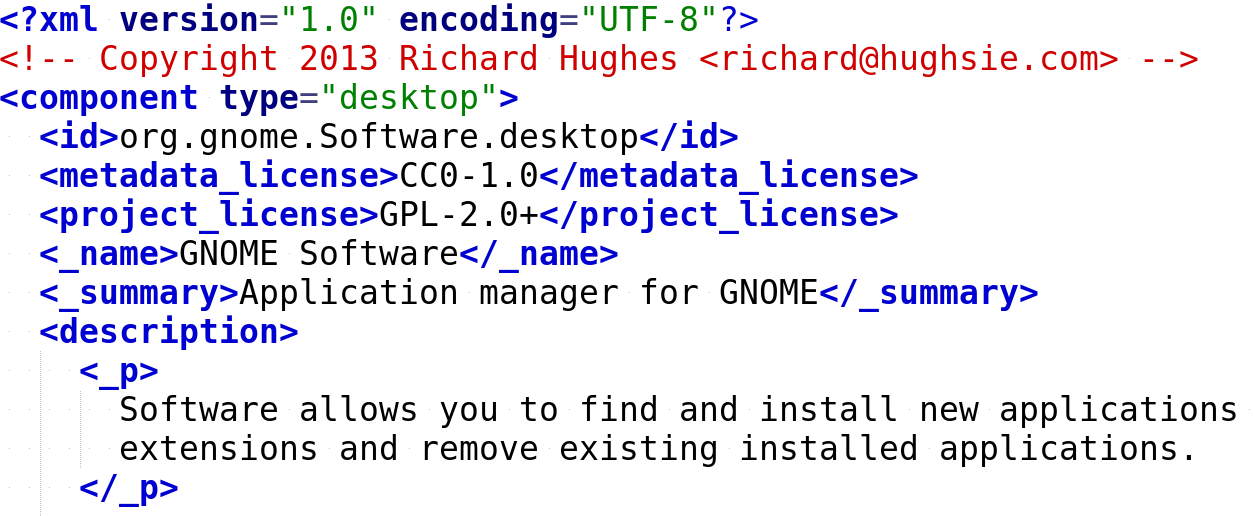 <?xml version="1.0" encoding="UTF-8"?>
<!-- Copyright 2013 Richard Hughes <richard@hughsie.com> -->
<component type="desktop">
  <id>org.gnome.Software.desktop</id>
  <metadata_license>CC0-1.0</metadata_license>
  <project_license>GPL-2.0+</project_license>
  <_name>GNOME Software</_name>
  <_summary>Application manager for GNOME</_summary>
  <description>
    <_p>
      Software allows you to find and install new applications
      extensions and remove existing installed applications.
    </_p>